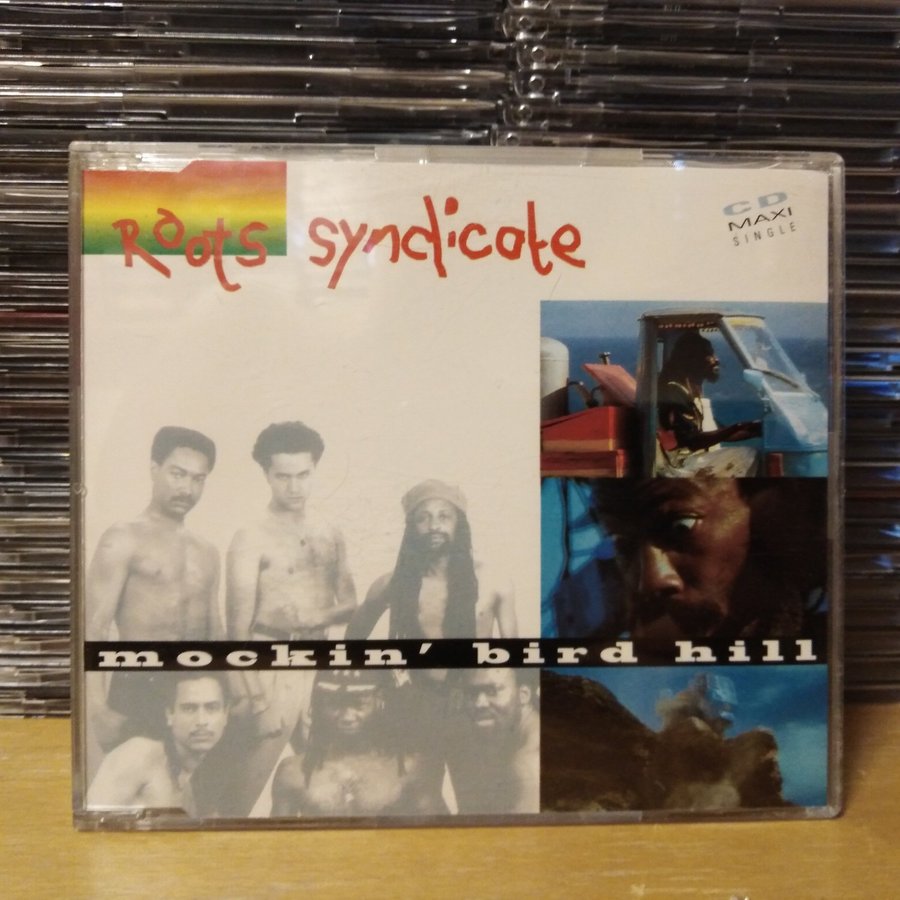 Roots syndicate
CD
MAXI
SINGLE
mockin' bird hill